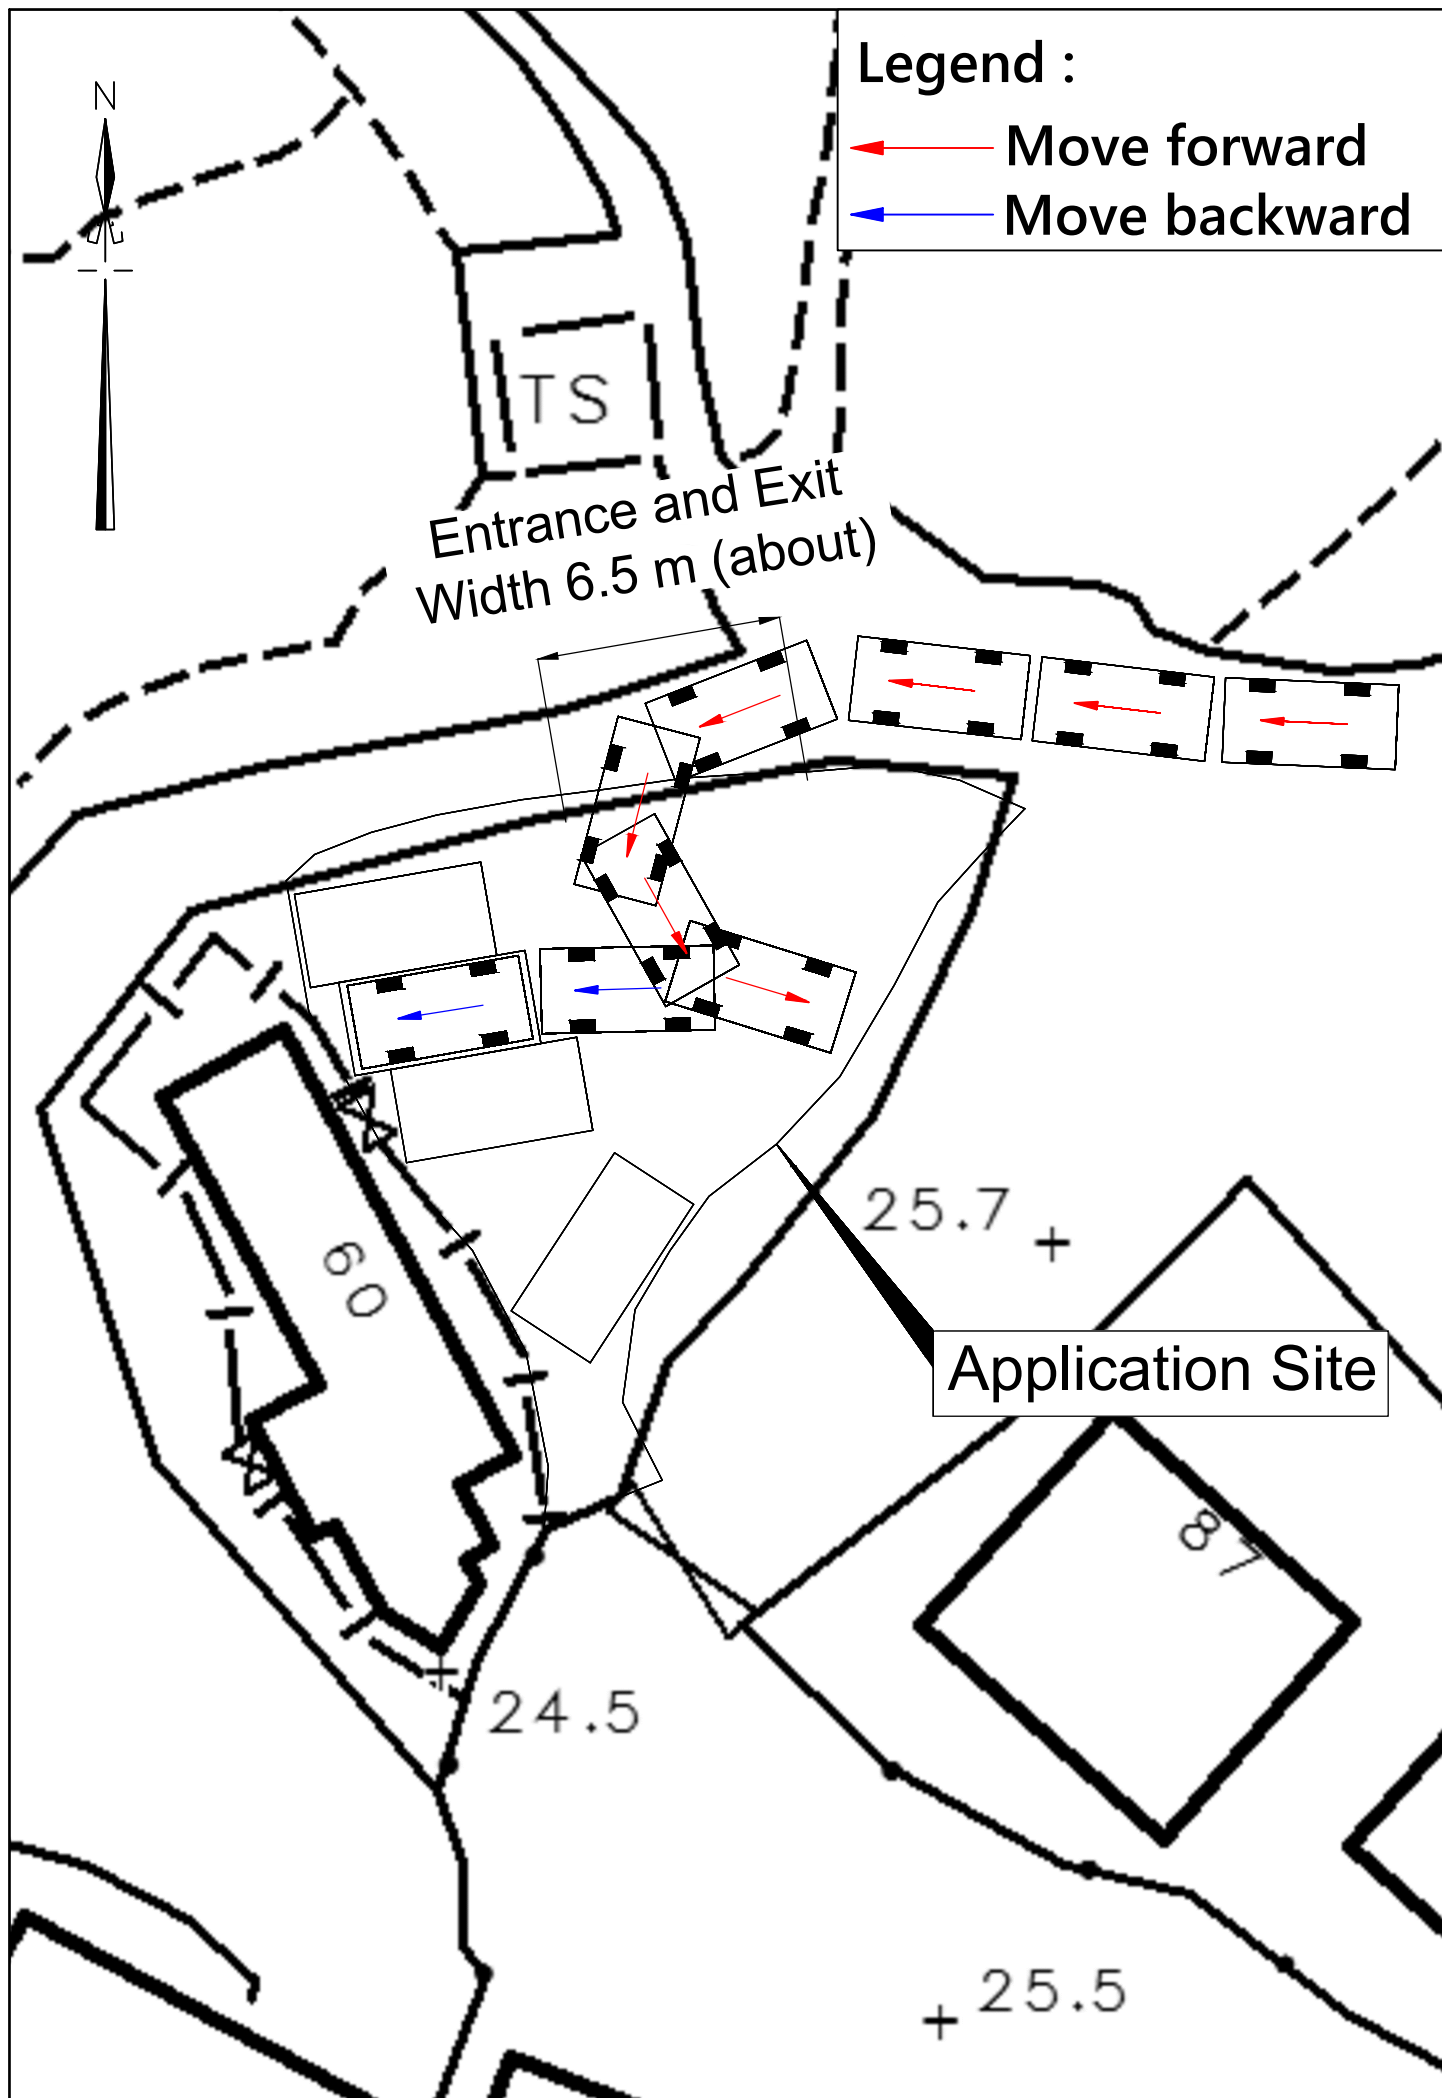 Legend :
N
Move forward
Move backward
TS
Entrance and Exit
Width 6.5 m (about)
25.7
60
Application Site
87
24.5
25.5